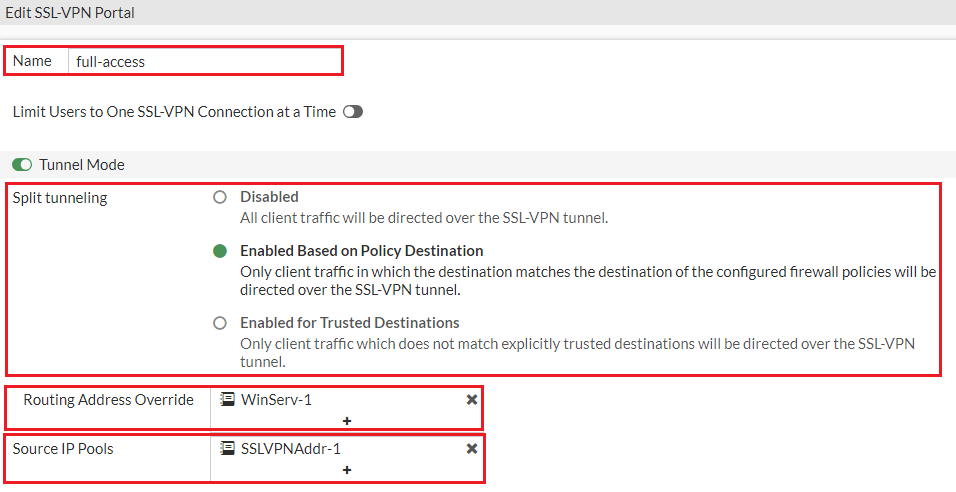 Edit SSL-VPN Portal
Name full-access
Limit Users to One SSL-VPN Connection at a Time
Tunnel Mode
Split tunneling
Disabled
All client traffic will be directed over the SSL-VPN tunnel.
Enabled Based on Policy Destination
Only client traffic in which the destination matches the destination of the configured firewall policies will be
directed over the SSL-VPN tunnel.
Enabled for Trusted Destinations
Only client traffic which does not match explicitly trusted destinations will be directed over the SSL-VPN
tunnel.
Routing Address Override WinServ-1
+
Source IP Pools SSLVPNAddr-1
+